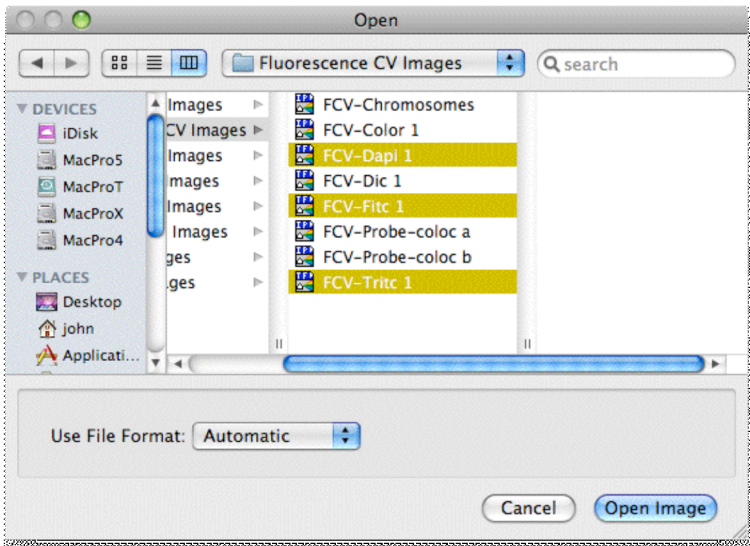 Open
Fluorescence CV Images
search
DEVICES
iDisk
MacPro5
MacProT
MacProX
MacPro4
PLACES
Desktop
john
Applicati...
Images
CV Images
Images
mages
Images
Images
ges
.ges
FCV-Chromosomes
FCV-Color 1
FCV-Dapi 1
FCV-Dic 1
FCV-Fitc 1
FCV-Probe-coloc a
FCV-Probe-coloc b
FCV-Tritc 1
Use File Format: Automatic
Cancel Open Image